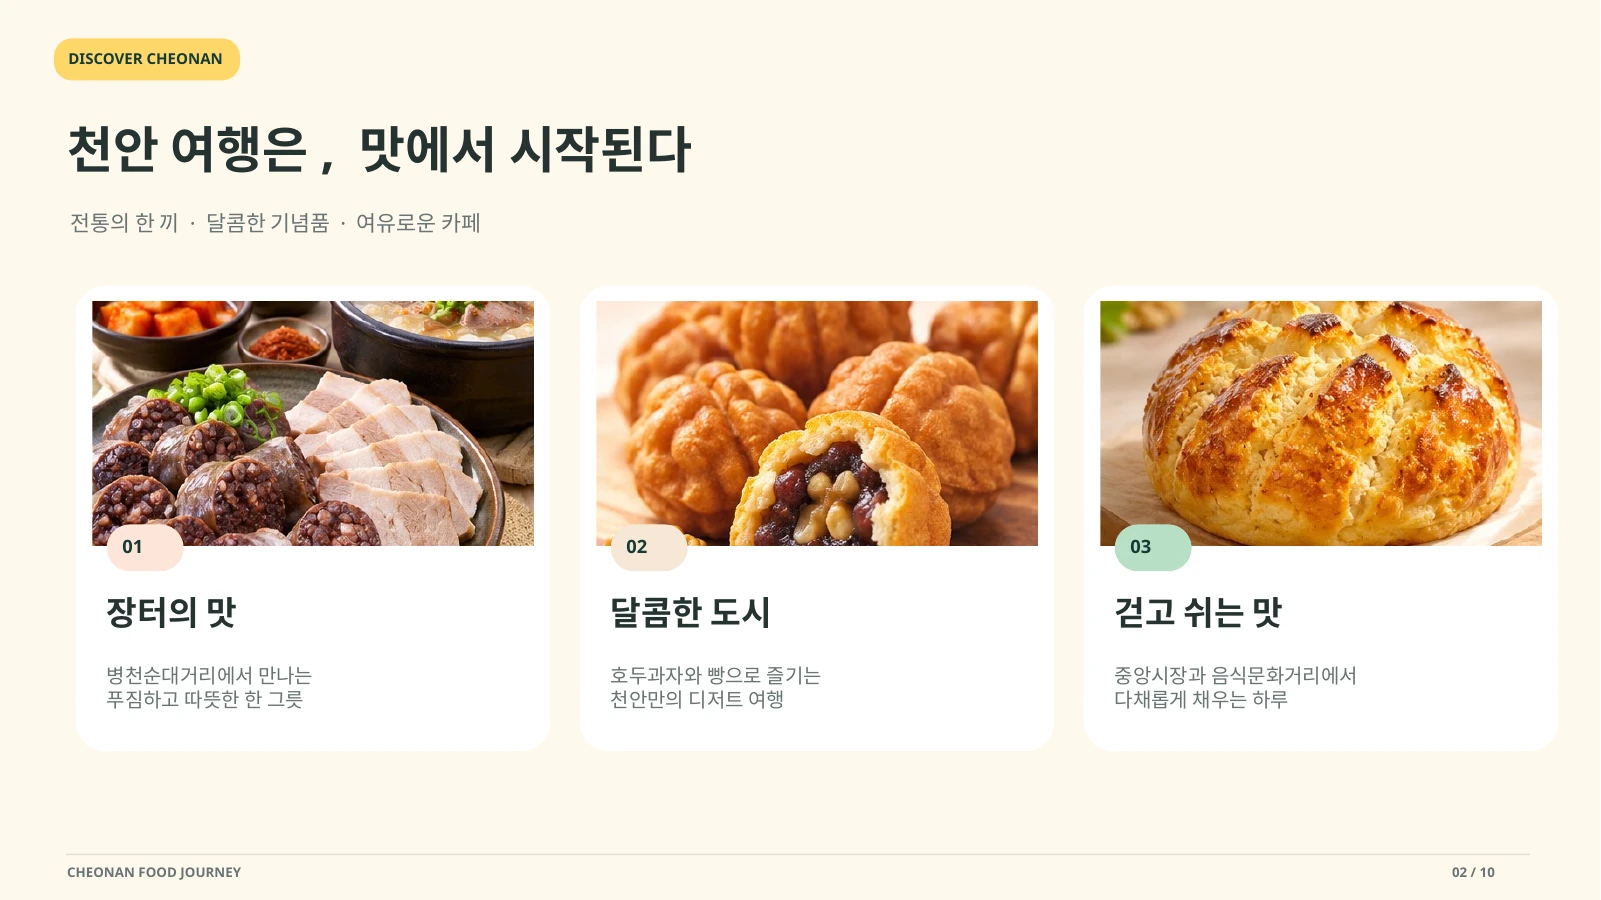 DISCOVER CHEONAN
천안 여행은 , 맛에서 시작된다
전통의 한 끼 · 달콤한 기념품 · 여유로운 카페
01
장터의 맛
병천순대거리에서 만나는
푸짐하고 따뜻한 한 그릇
02
달콤한 도시
호두과자와 빵으로 즐기는
천안만의 디저트 여행
03
걷고 쉬는 맛
중앙시장과 음식문화거리에서
다채롭게 채우는 하루
CHEONAN FOOD JOURNEY
02 / 10